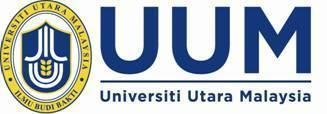 UNIVERSITI UTARA MALAYSIA
ILMU BUDI BAKTI
UUM
Universiti Utara Malaysia